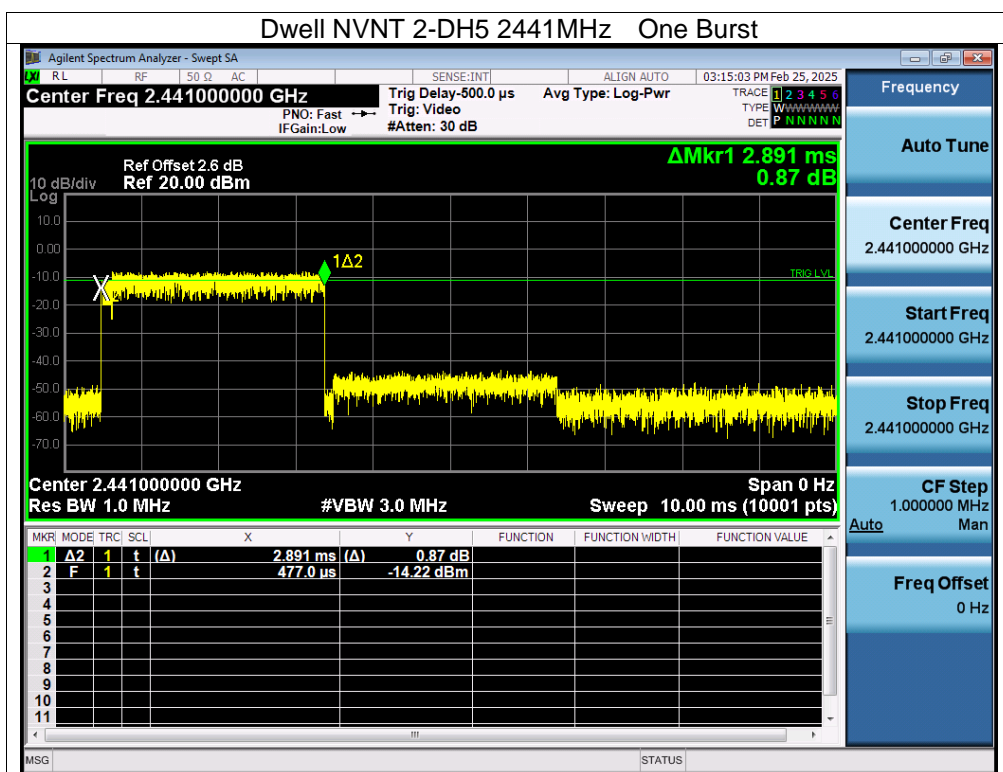 Dwell NVNT 2-DH5 2441MHz One Burst
Agilent Spectrum Analyzer - Swept SA
LXI RL RF 50 Ω AC SENSE:INT ALIGN AUTO 03:15:03 PM Feb 25, 2025
Center Freq 2.441000000 GHz Trig Delay-500.0 µs Avg Type: Log-Pwr TRACE 1 2 3 4 5 6
PNO: Fast Trig: Video TYPE WWWWWW
IFGain:Low #Atten: 30 dB DET P N N N N N
ΔMkr1 2.891 ms
0.87 dB
Ref Offset 2.6 dB
10 dB/div Ref 20.00 dBm
Log
10.0
0.00
-10.0
-20.0
-30.0
-40.0
-50.0
-60.0
-70.0
1Δ2
TRIG LVL
Center 2.441000000 GHz Span 0 Hz
Res BW 1.0 MHz #VBW 3.0 MHz Sweep 10.00 ms (10001 pts)
MKR MODE TRC SCL X Y FUNCTION FUNCTION WIDTH FUNCTION VALUE
1 Δ2 1 t (Δ) 2.891 ms (Δ) 0.87 dB
2 F 1 t 477.0 µs -14.22 dBm
3
4
5
6
7
8
9
10
11
MSG STATUS
Frequency
Auto Tune
Center Freq
2.441000000 GHz
Start Freq
2.441000000 GHz
Stop Freq
2.441000000 GHz
CF Step
1.000000 MHz
Auto Man
Freq Offset
0 Hz